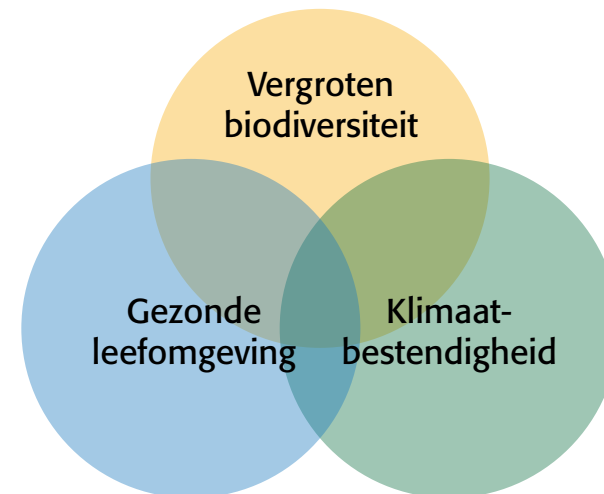 Vergroten
biodiversiteit
Gezonde
leefomgeving
Klimaat-
bestendigheid